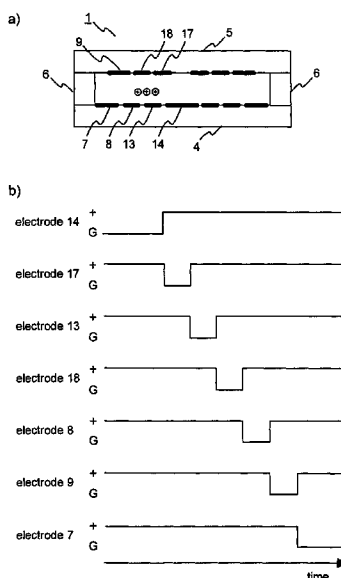 a)
1
9
18
17
5
6
6
7
8
13
14
4
b)
electrode 14
+
G
electrode 17
+
G
electrode 13
+
G
electrode 18
+
G
electrode 8
+
G
electrode 9
+
G
electrode 7
+
G
time